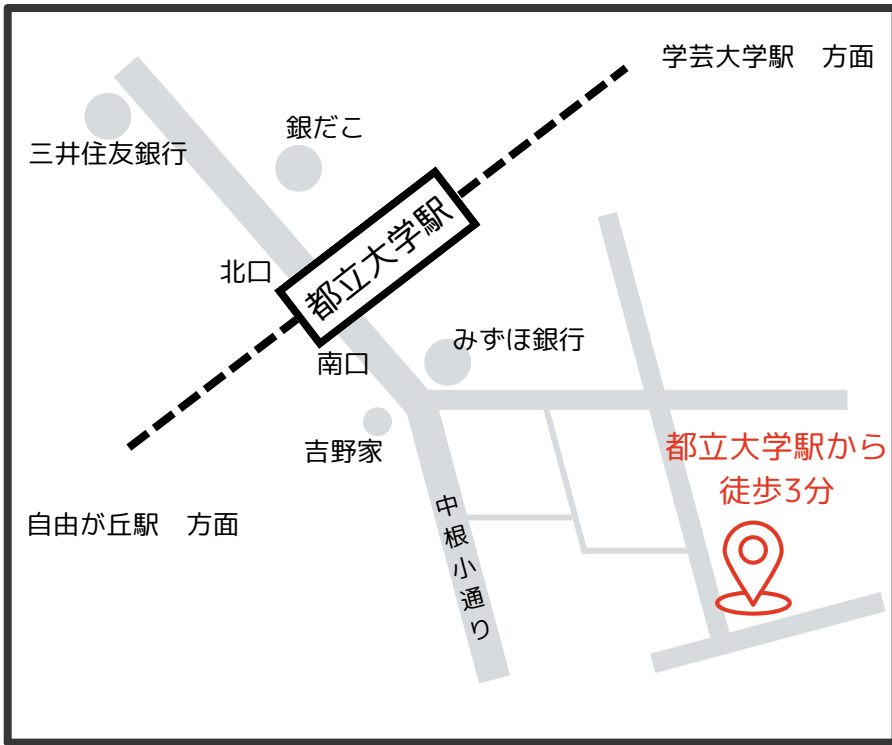 学芸大学駅　方面
銀だこ
三井住友銀行
都立大学駅
北口
みずほ銀行
南口
吉野家
都立大学駅から
徒歩3分
自由が丘駅　方面
中根小通り